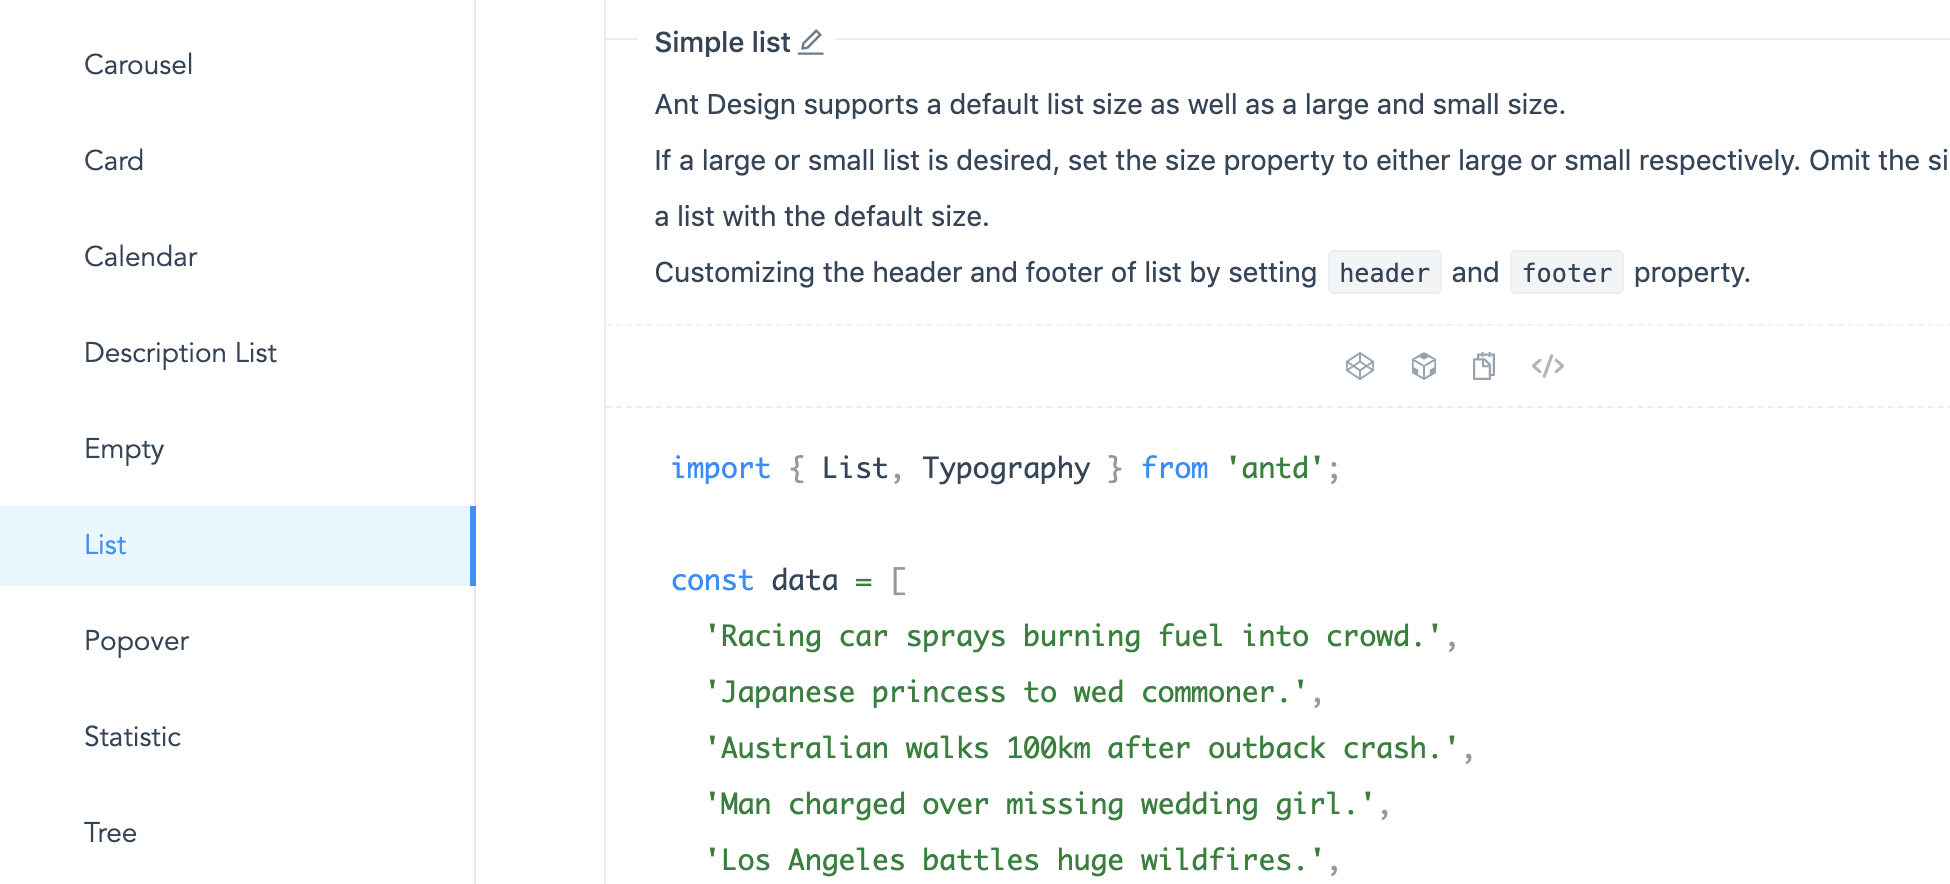 Carousel
Card
Calendar
Description List
Empty
List
Popover
Statistic
Tree
Simple list
Ant Design supports a default list size as well as a large and small size.
If a large or small list is desired, set the size property to either large or small respectively. Omit the
a list with the default size.
Customizing the header and footer of list by setting header and footer property.
</>
import { List, Typography } from 'antd';
const data = [
'Racing car sprays burning fuel into crowd.',
'Japanese princess to wed commoner.',
'Australian walks 100km after outback crash.',
'Man charged over missing wedding girl.',
'Los Angeles battles huge wildfires.',